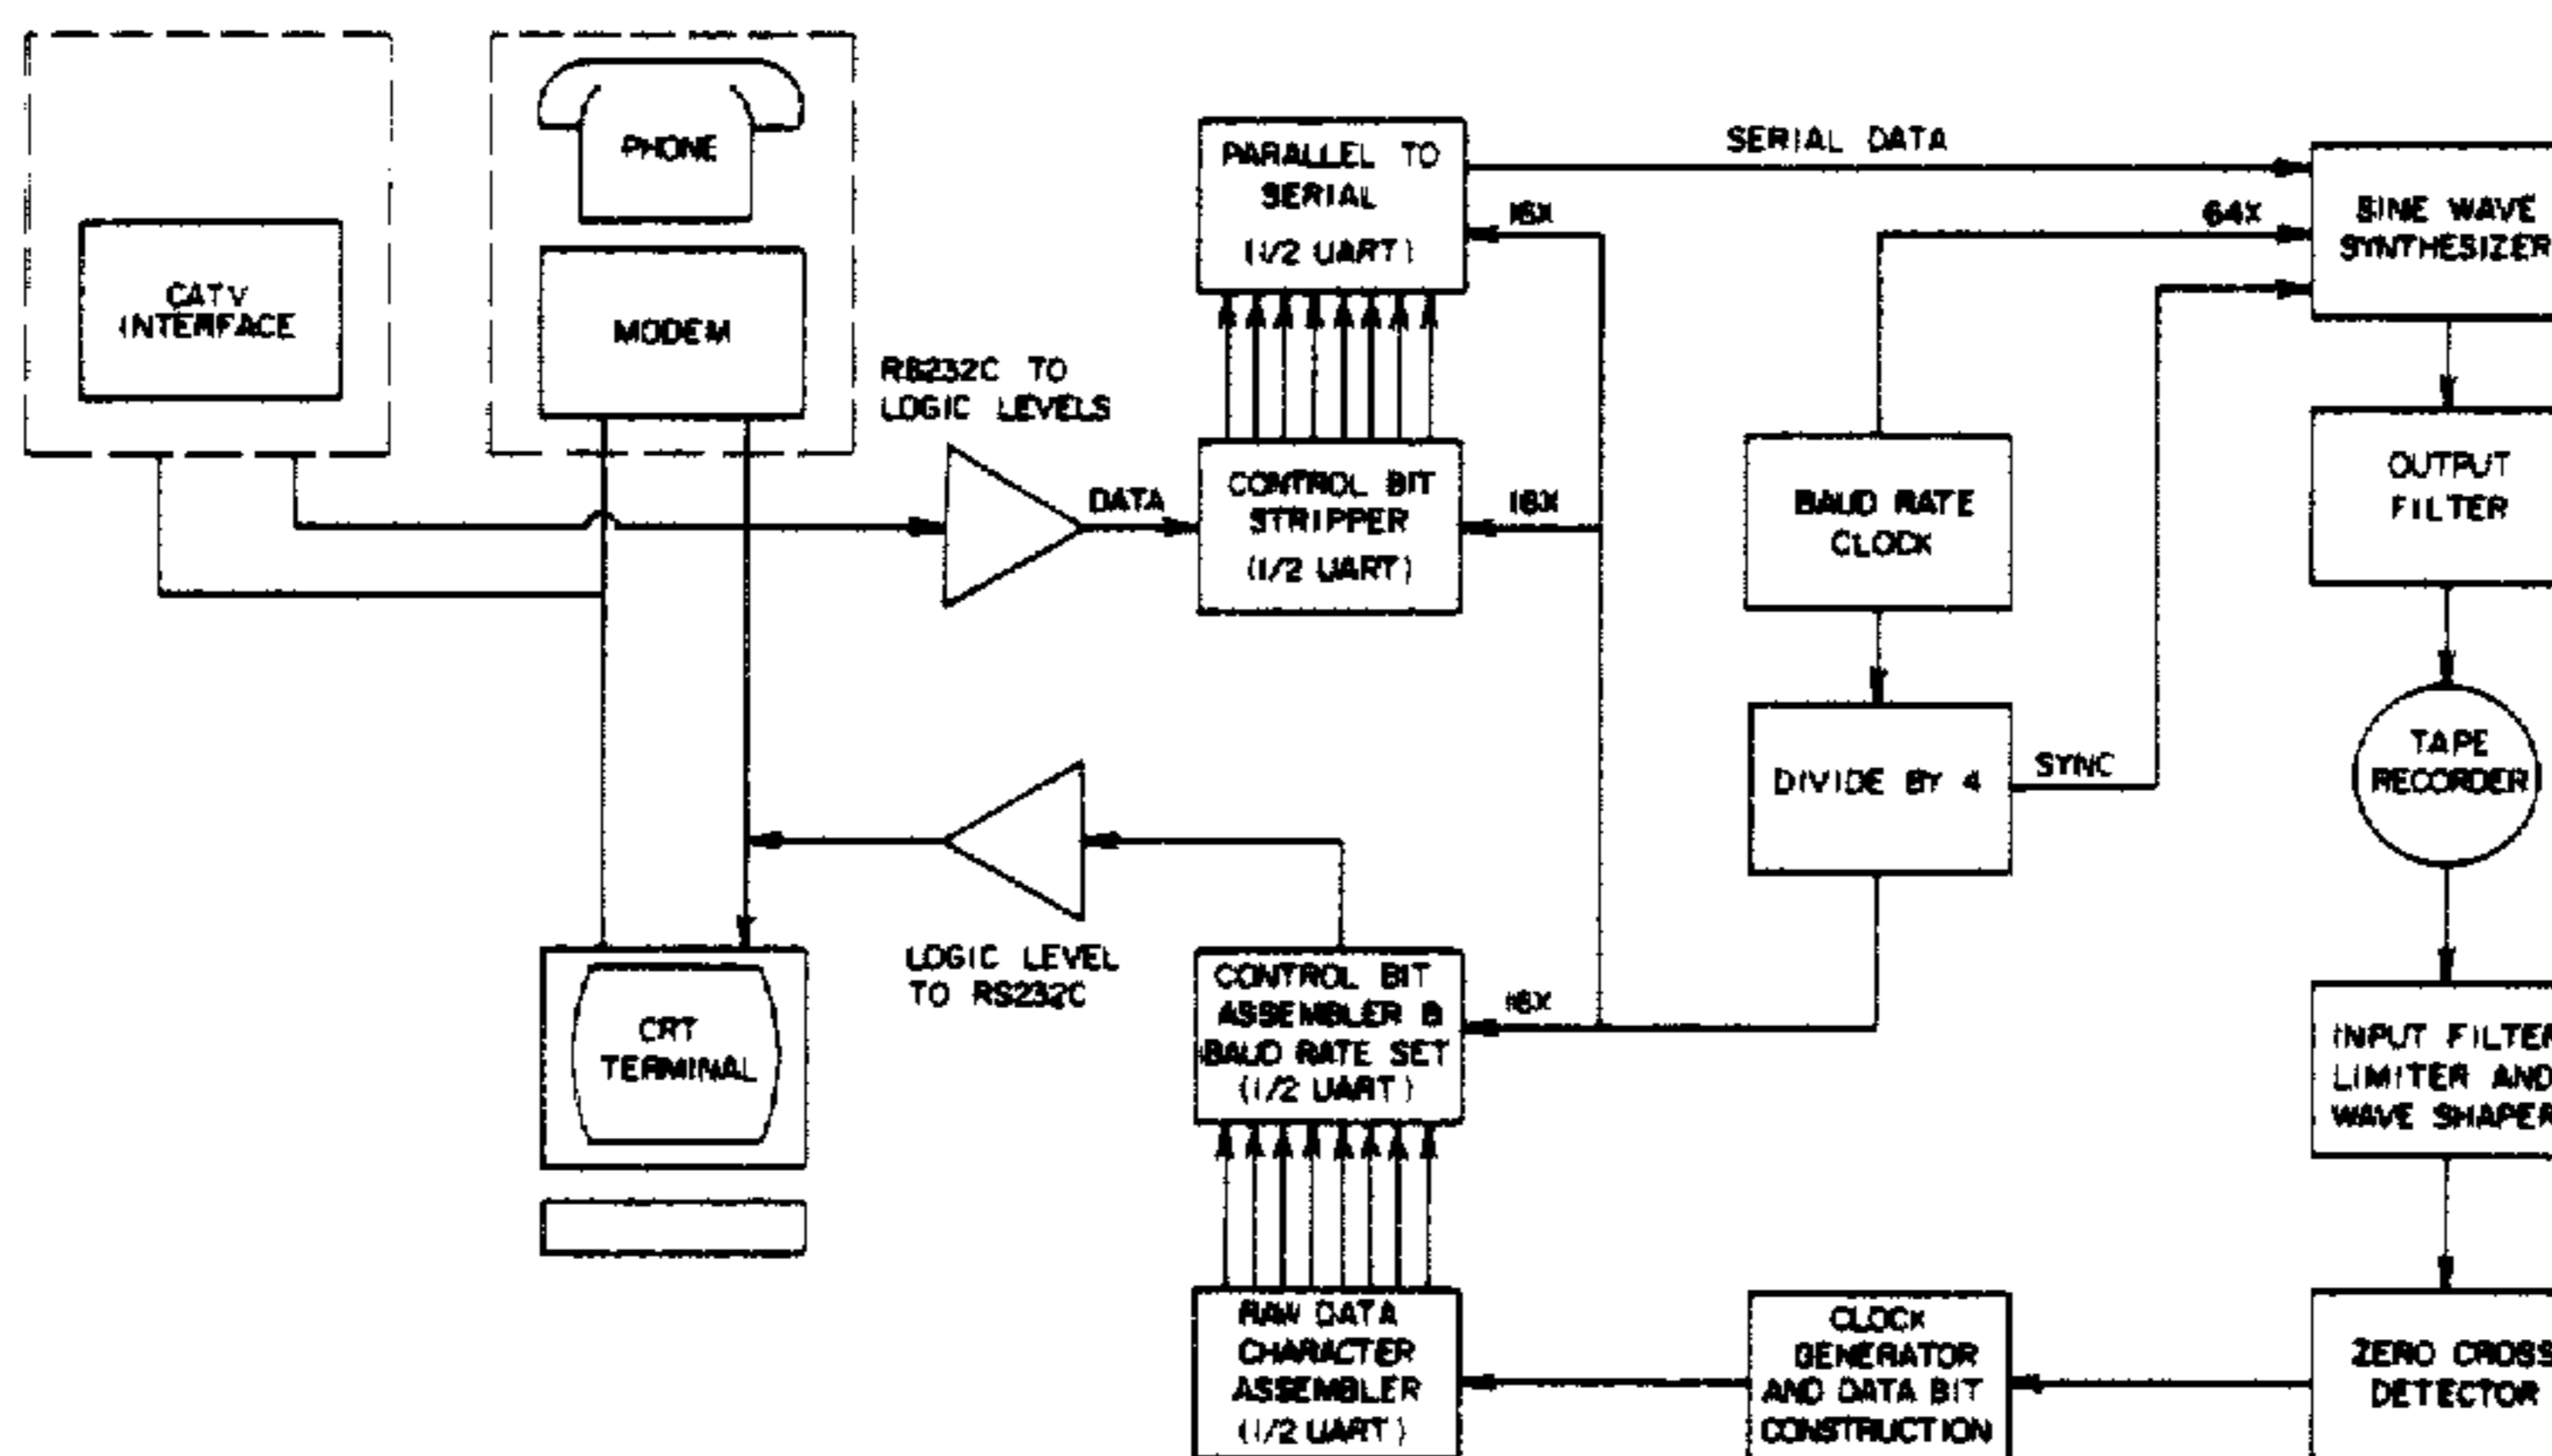 PHONE
CATV
INTERFACE
MODEM
RS232C TO
LOGIC LEVELS
DATA
PARALLEL TO
SERIAL
(1/2 UART)
16X
SERIAL DATA
64X
SINE WAVE
SYNTHESIZER
CONTROL BIT
STRIPPER
(1/2 UART)
16X
BAUD RATE
CLOCK
OUTPUT
FILTER
DIVIDE BY 4
SYNC
TAPE
RECORDER
LOGIC LEVEL
TO RS232C
CRT
TERMINAL
CONTROL BIT
ASSEMBLER &
BAUD RATE SET
(1/2 UART)
16X
INPUT FILTER
LIMITER AND
WAVE SHAPER
RAW DATA
CHARACTER
ASSEMBLER
(1/2 UART)
CLOCK
GENERATOR
AND DATA BIT
CONSTRUCTION
ZERO CROSS
DETECTOR